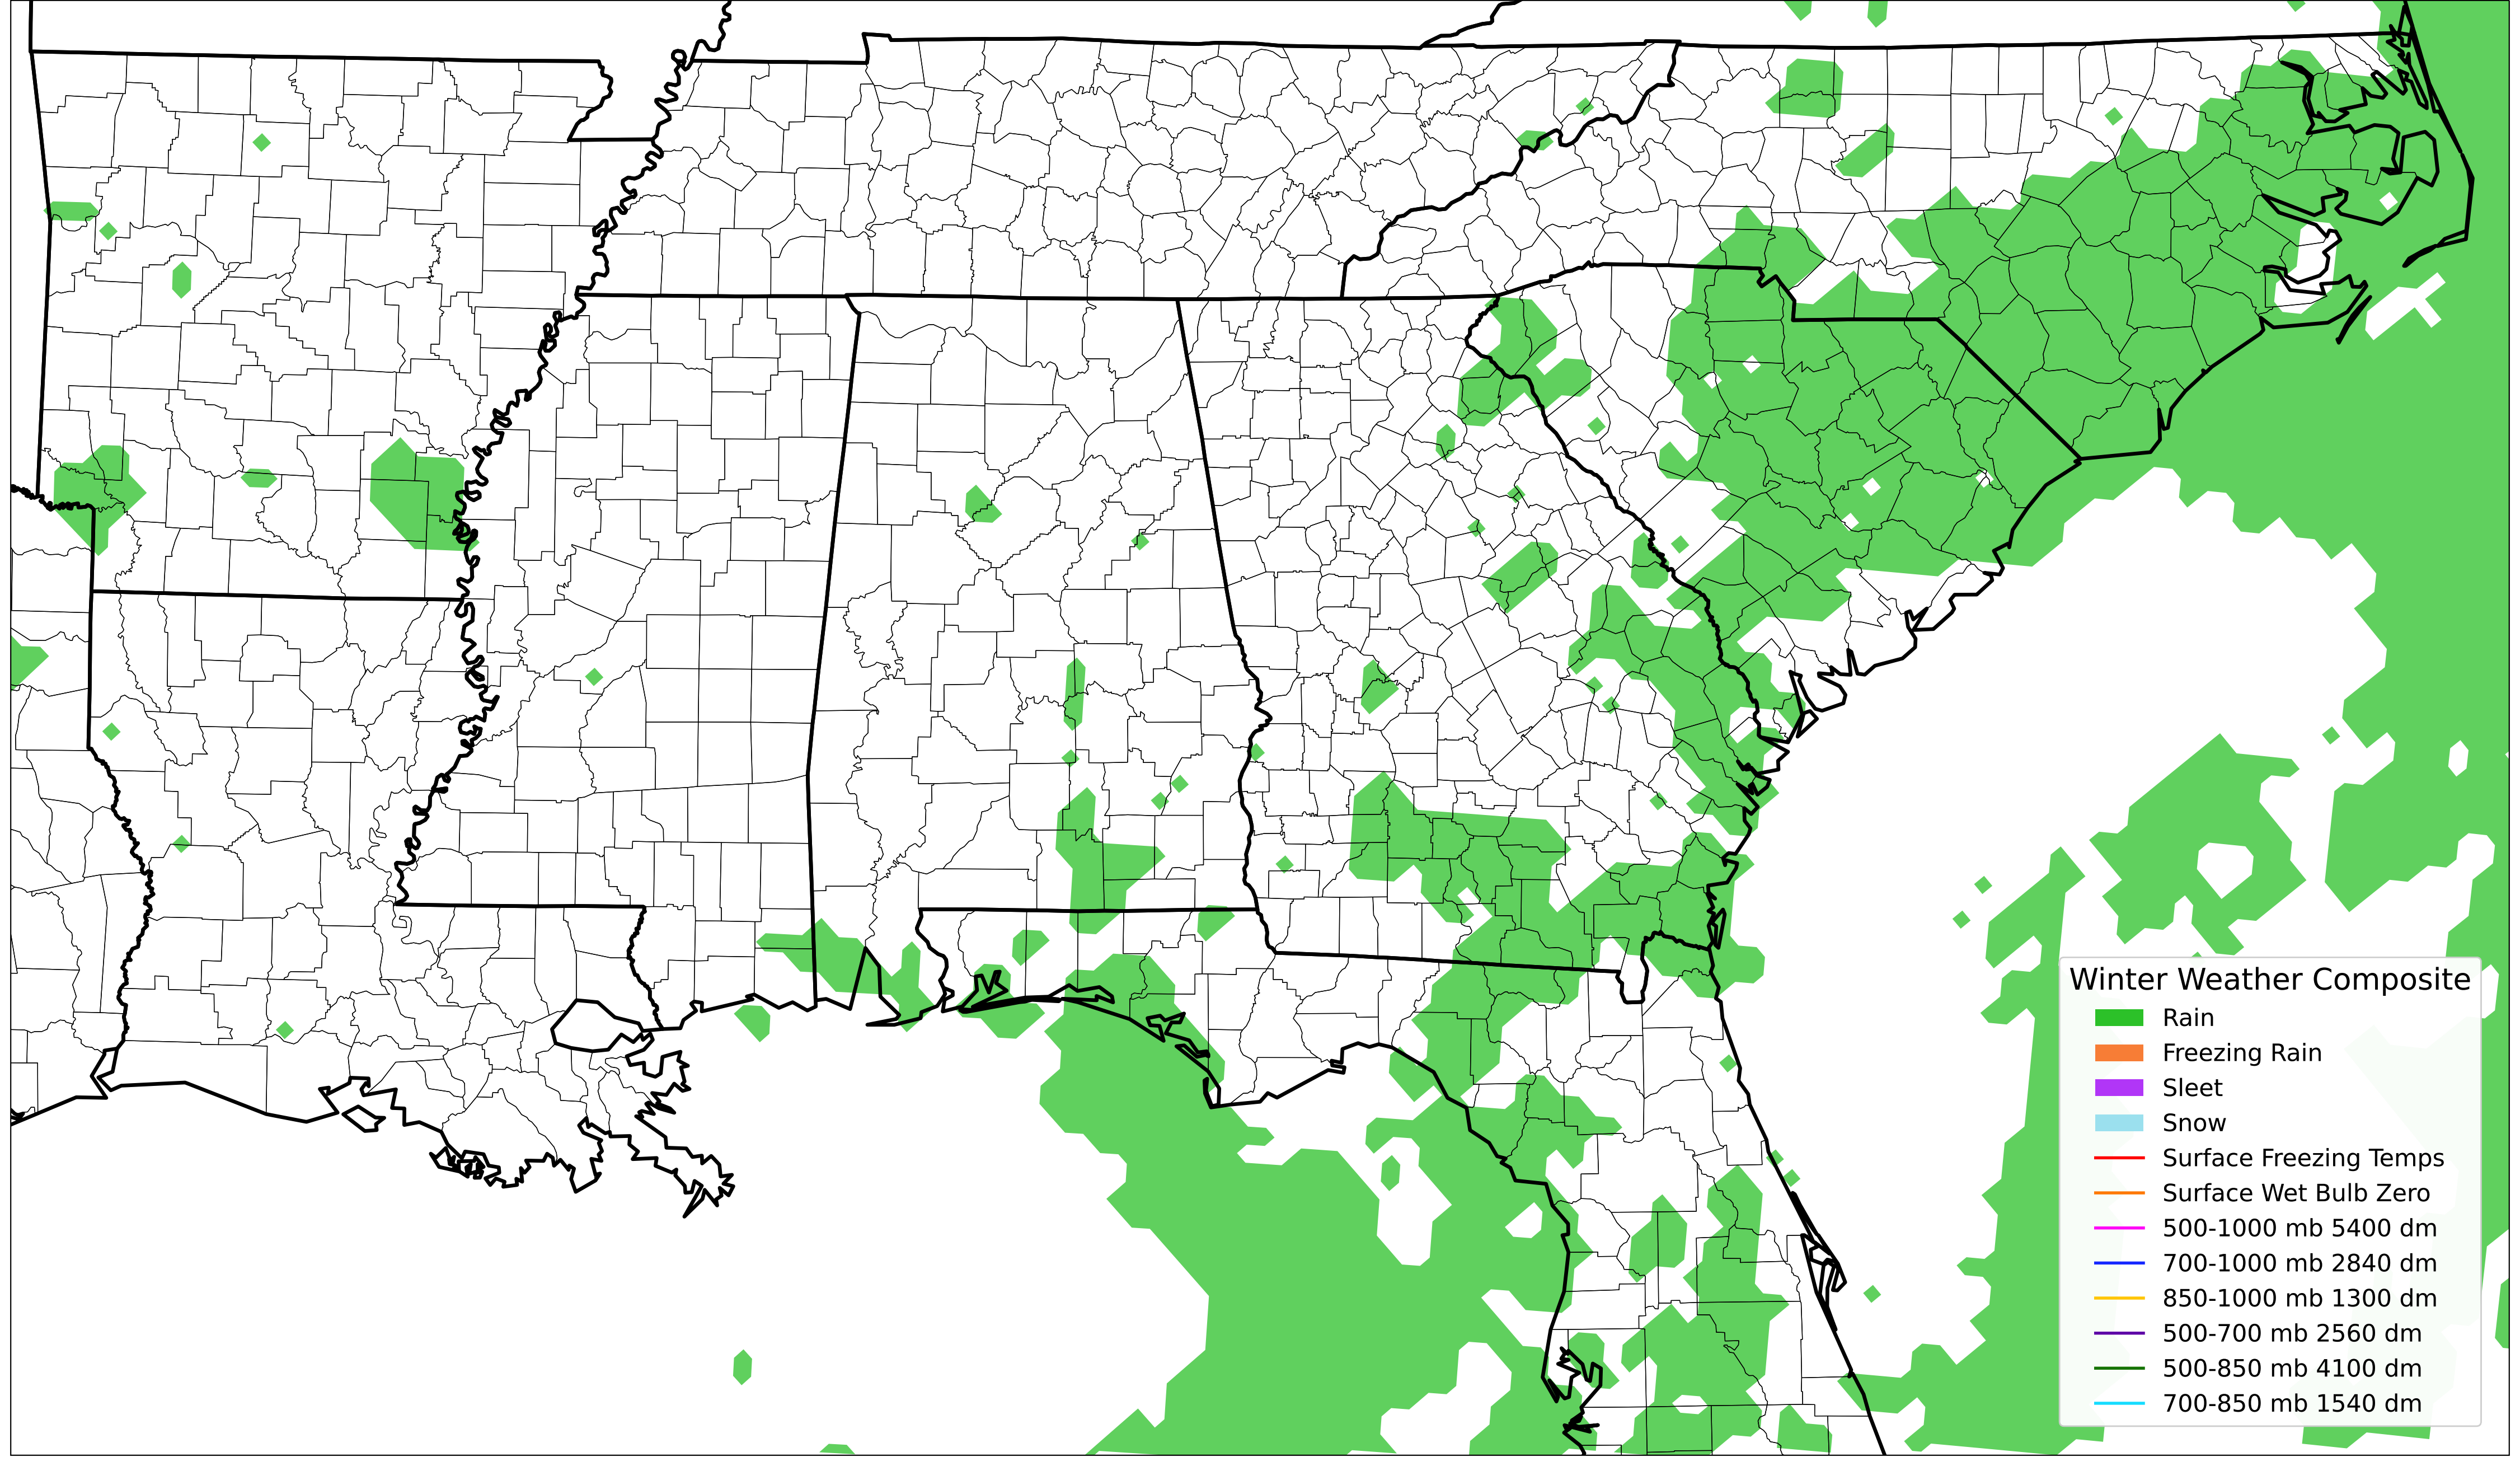 Winter Weather Composite
Rain
Freezing Rain
Sleet
Snow
Surface Freezing Temps
Surface Wet Bulb Zero
500-1000 mb 5400 dm
700-1000 mb 2840 dm
850-1000 mb 1300 dm
500-700 mb 2560 dm
500-850 mb 4100 dm
700-850 mb 1540 dm